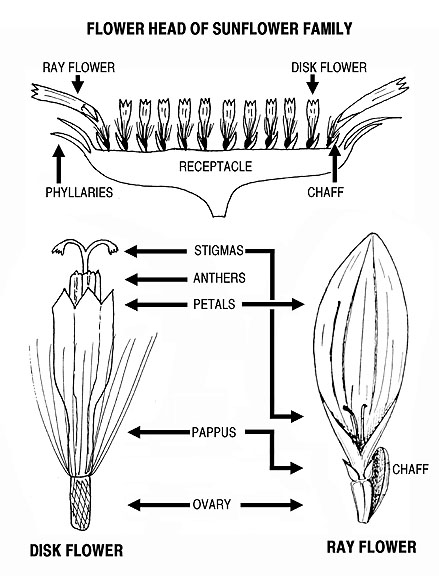 FLOWER HEAD OF SUNFLOWER FAMILY
RAY FLOWER
DISK FLOWER
RECEPTACLE
PHYLLARIES
CHAFF
STIGMAS
ANTHERS
PETALS
PAPPUS
CHAFF
OVARY
DISK FLOWER
RAY FLOWER